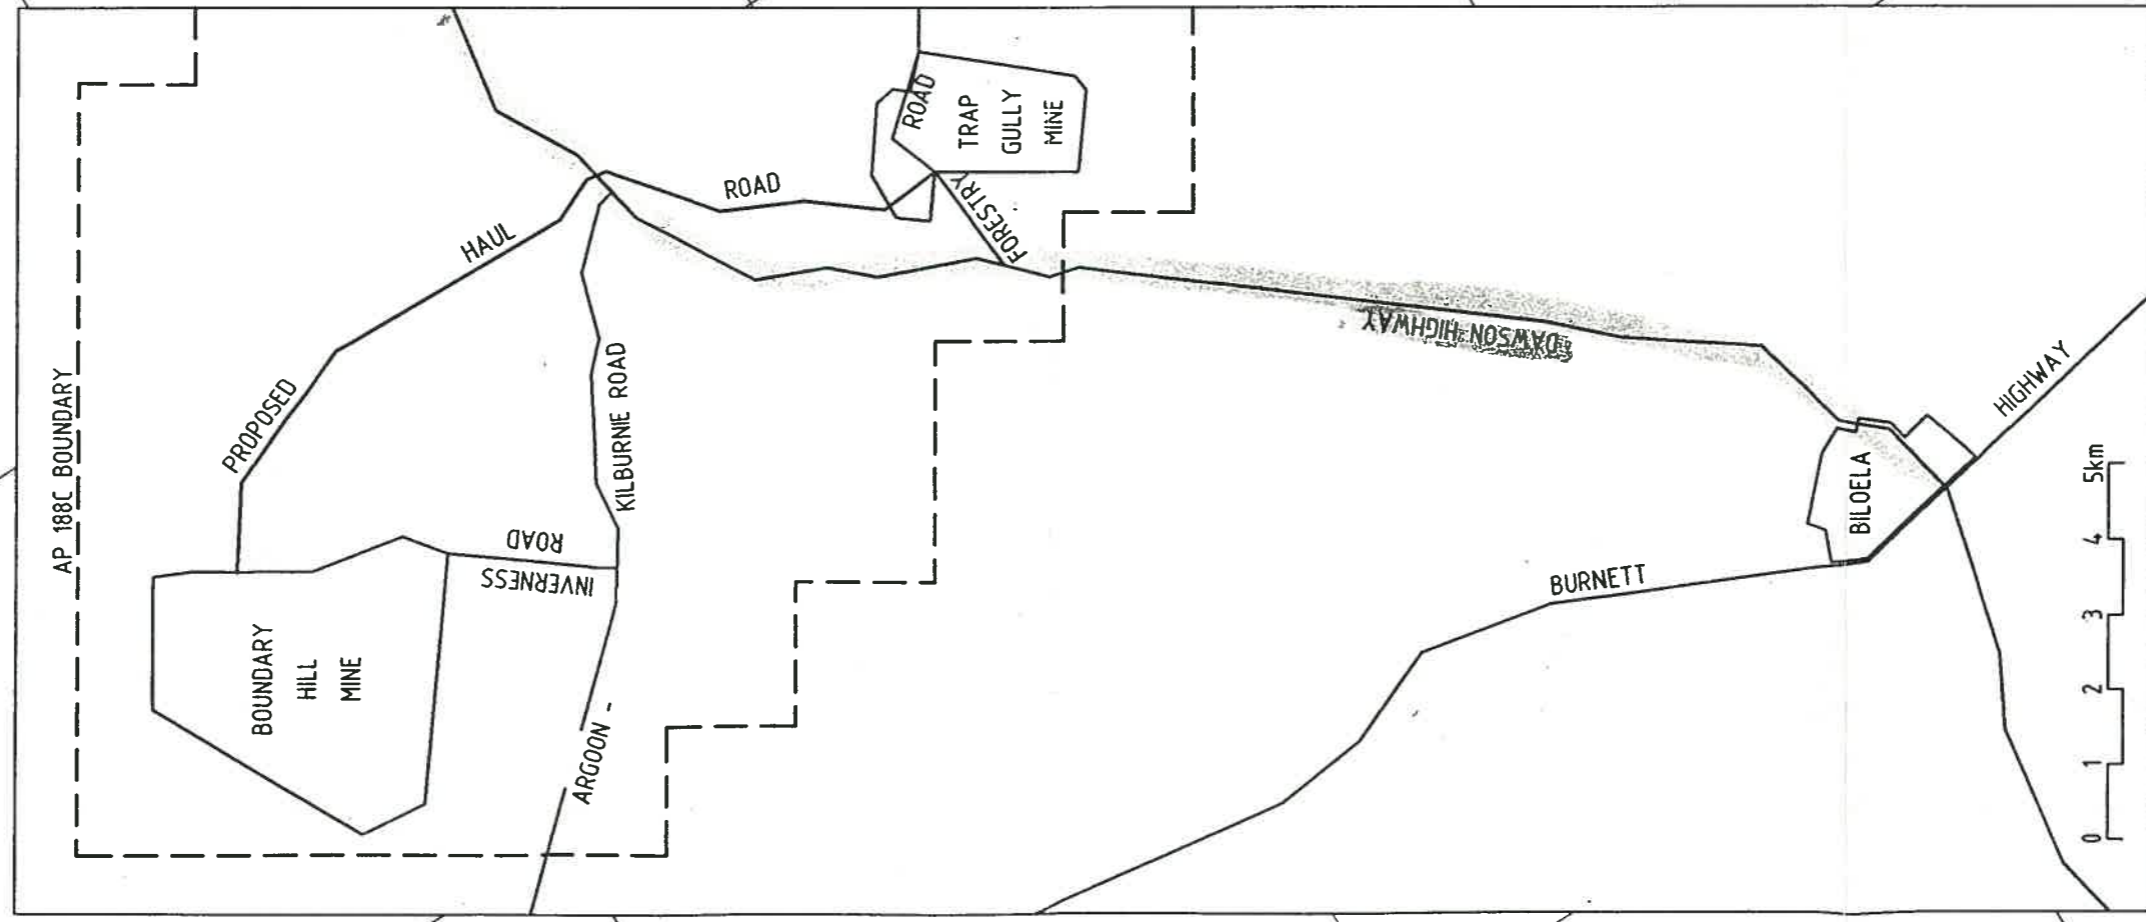 AP 188C BOUNDARY
PROPOSED
HAUL
ROAD
ROAD
FORESTRY
TRAP
GULLY
MINE
KILBURNIE ROAD
INVERNESS
ROAD
BOUNDARY
HILL
MINE
ARGOON -
DAWSON HIGHWAY
BURNETT
HIGHWAY
BILOELA
0 1 2 3 4 5km